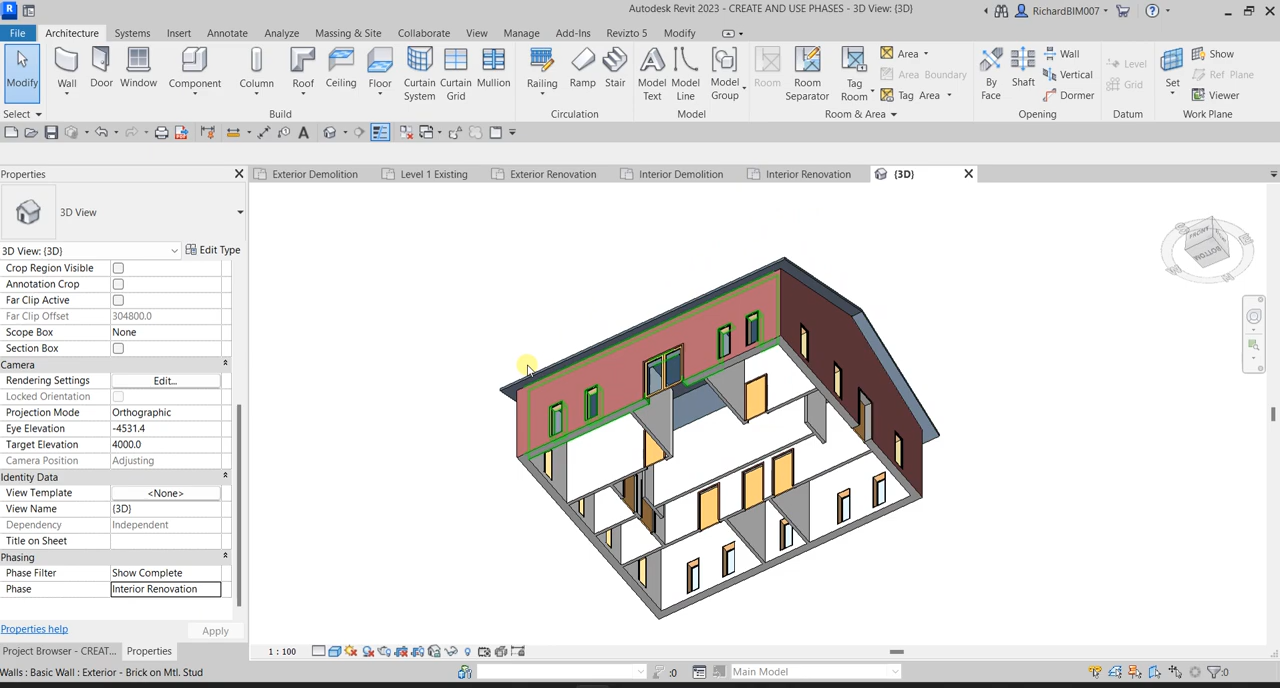 Autodesk Revit 2023 - CREATE AND USE PHASES - 3D View: {3D}
RichardBIM007
File Architecture Systems Insert Annotate Analyze Massing & Site Collaborate View Manage Add-Ins Revizto 5 Modify
Modify Wall Door Window Component Column Roof Ceiling Floor Curtain System Curtain Grid Mullion Railing Ramp Stair Model Text Model Line Model Group Room Room Separator Tag Room Area Area Boundary Tag Area By Face Shaft Wall Vertical Dormer Level Grid Set Show Ref Plane Viewer
Select Build Circulation Model Room & Area Opening Datum Work Plane
Properties
Exterior Demolition Level 1 Existing Exterior Renovation Interior Demolition Interior Renovation {3D}
3D View
3D View: {3D} Edit Type
Crop Region Visible
Annotation Crop
Far Clip Active
Far Clip Offset 304800.0
Scope Box None
Section Box
Camera
Rendering Settings Edit...
Locked Orientation
Projection Mode Orthographic
Eye Elevation -4531.4
Target Elevation 4000.0
Camera Position Adjusting
Identity Data
View Template <None>
View Name {3D}
Dependency Independent
Title on Sheet
Phasing
Phase Filter Show Complete
Phase Interior Renovation
Properties help Apply
Project Browser - CREAT... Properties
1 : 100
Walls : Basic Wall : Exterior - Brick on Mtl. Stud
:0 Main Model :0
BOTTOM